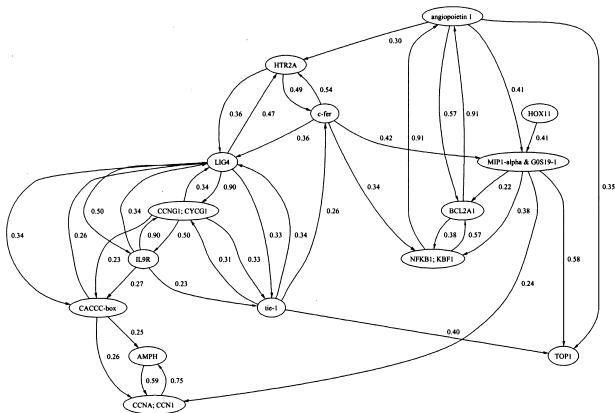 angiopoietin 1
0.30
HTR2A
0.49
0.54
0.41
HOX11
c-fer
0.57
0.91
0.36
0.47
0.41
0.36
0.42
0.91
LIG4
MIP1-alpha & G0S19-1
0.34
0.90
0.34
0.22
0.35
0.50
0.34
CCNG1; CYCG1
0.26
BCL2A1
0.34
0.26
0.90
0.50
0.33
0.34
0.38
0.57
0.38
0.23
IL9R
0.31
0.33
NFKB1; KBF1
0.58
0.27
0.23
0.24
CACCC-box
tie-1
0.25
0.40
0.26
AMPH
TOP1
0.59
0.75
CCNA; CCN1